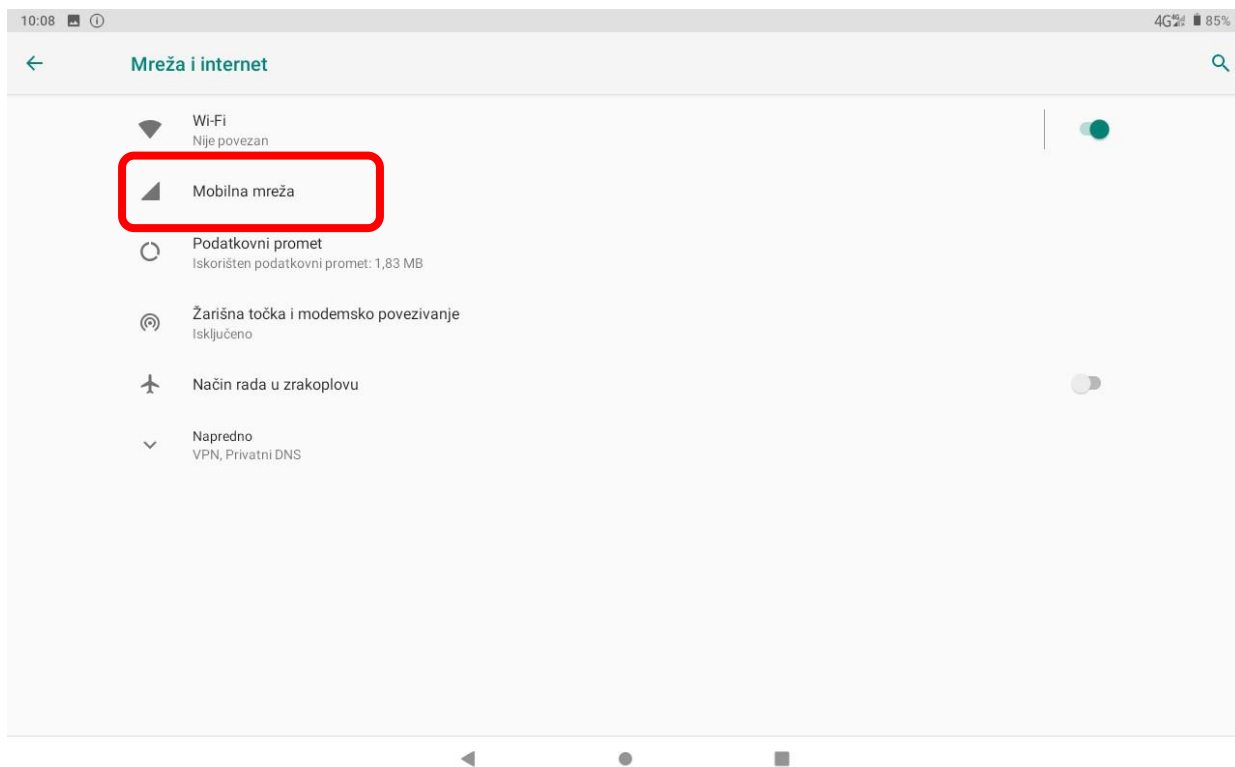 10:08
4G 85%
Mreža i internet
Wi-Fi
Nije povezan
Mobilna mreža
Podatkovni promet
Iskorišten podatkovni promet: 1,83 MB
Žarišna točka i modemsko povezivanje
Isključeno
Način rada u zrakoplovu
Napredno
VPN, Privatni DNS